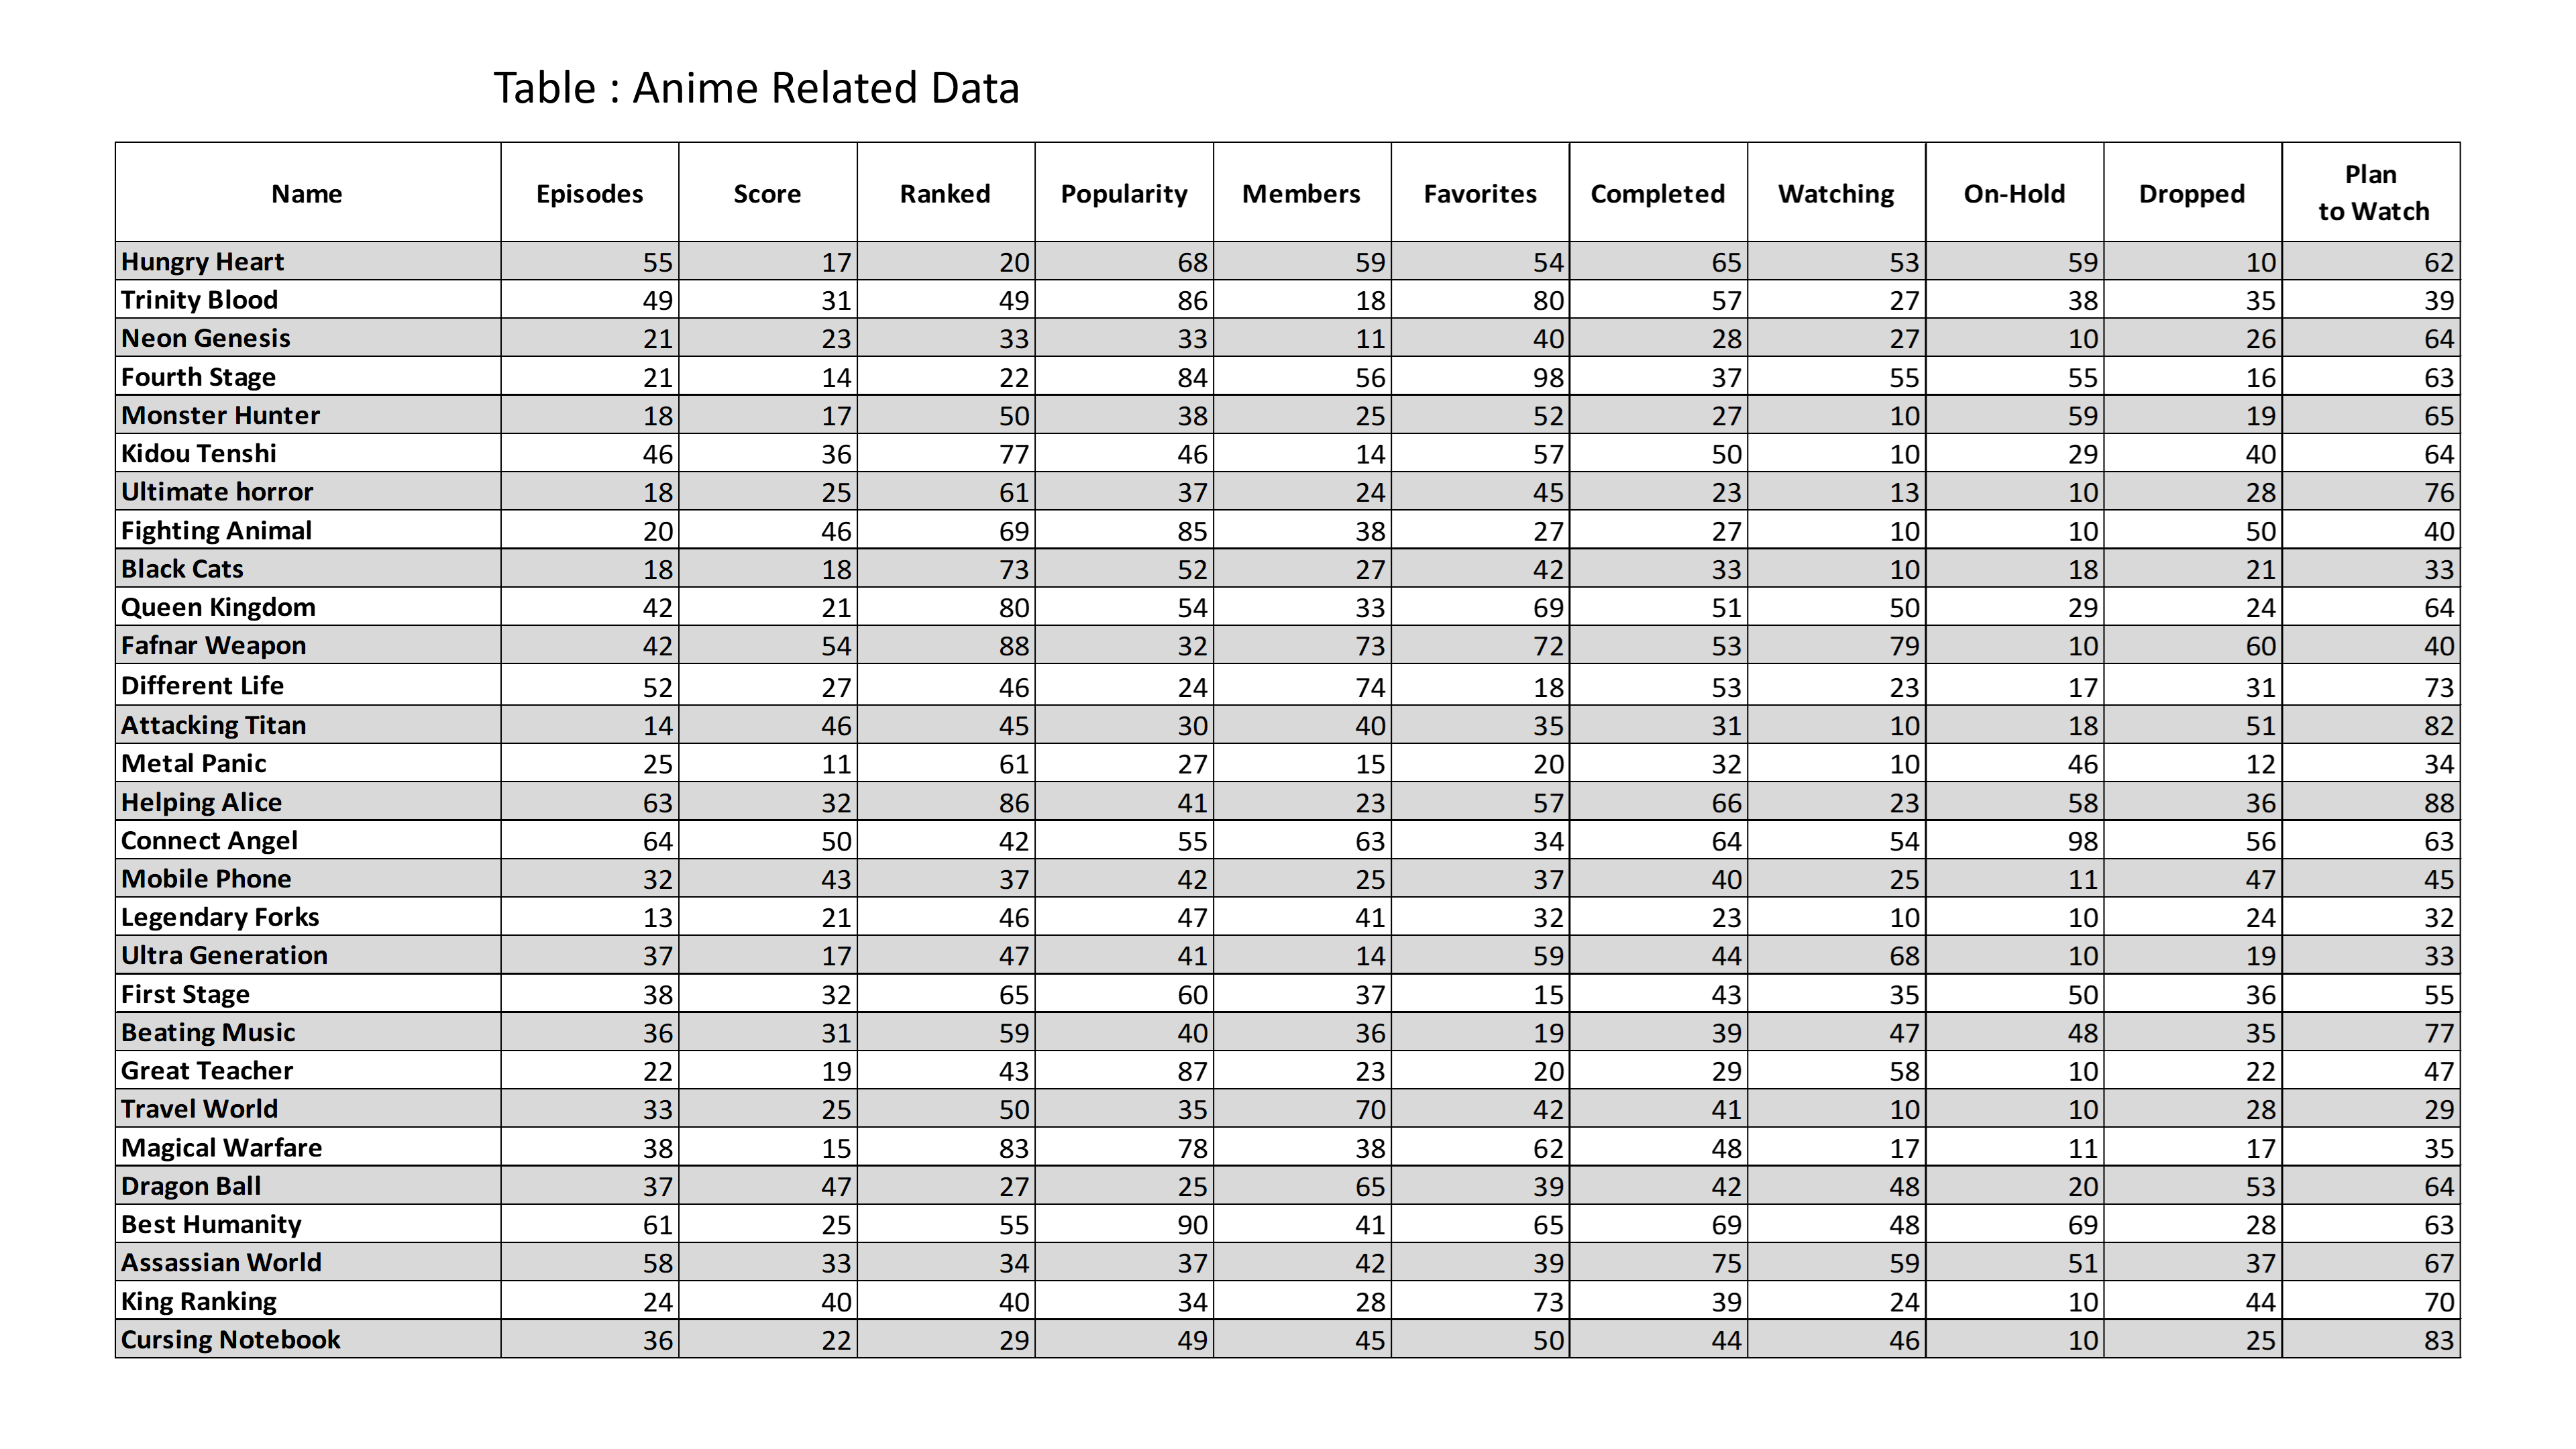 Table : Anime Related Data
Name Episodes Score Ranked Popularity Members Favorites Completed Watching On-Hold Dropped Plan to Watch
Hungry Heart 55 17 20 68 59 54 65 53 59 10 62
Trinity Blood 49 31 49 86 18 80 57 27 38 35 39
Neon Genesis 21 23 33 33 11 40 28 27 10 26 64
Fourth Stage 21 14 22 84 56 98 37 55 55 16 63
Monster Hunter 18 17 50 38 25 52 27 10 59 19 65
Kidou Tenshi 46 36 77 46 14 57 50 10 29 40 64
Ultimate horror 18 25 61 37 24 45 23 13 10 28 76
Fighting Animal 20 46 69 85 38 27 27 10 10 50 40
Black Cats 18 18 73 52 27 42 33 10 18 21 33
Queen Kingdom 42 21 80 54 33 69 51 50 29 24 64
Fafnar Weapon 42 54 88 32 73 72 53 79 10 60 40
Different Life 52 27 46 24 74 18 53 23 17 31 73
Attacking Titan 14 46 45 30 40 35 31 10 18 51 82
Metal Panic 25 11 61 27 15 20 32 10 46 12 34
Helping Alice 63 32 86 41 23 57 66 23 58 36 88
Connect Angel 64 50 42 55 63 34 64 54 98 56 63
Mobile Phone 32 43 37 42 25 37 40 25 11 47 45
Legendary Forks 13 21 46 47 41 32 23 10 10 24 32
Ultra Generation 37 17 47 41 14 59 44 68 10 19 33
First Stage 38 32 65 60 37 15 43 35 50 36 55
Beating Music 36 31 59 40 36 19 39 47 48 35 77
Great Teacher 22 19 43 87 23 20 29 58 10 22 47
Travel World 33 25 50 35 70 42 41 10 10 28 29
Magical Warfare 38 15 83 78 38 62 48 17 11 17 35
Dragon Ball 37 47 27 25 65 39 42 48 20 53 64
Best Humanity 61 25 55 90 41 65 69 48 69 28 63
Assassian World 58 33 34 37 42 39 75 59 51 37 67
King Ranking 24 40 40 34 28 73 39 24 10 44 70
Cursing Notebook 36 22 29 49 45 50 44 46 10 25 83